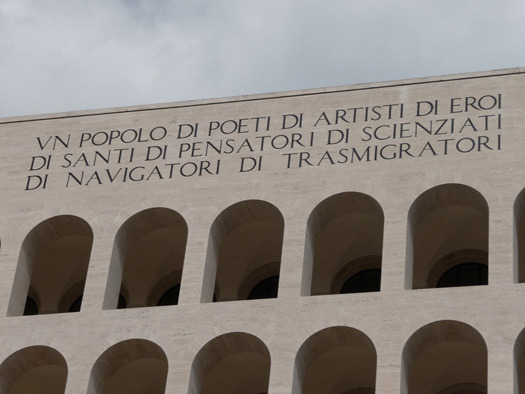 VN POPOLO DI POETI DI ARTISTI DI EROI
DI SANTI DI PENSATORI DI SCIENZIATI
DI NAVIGATORI DI TRASMIGRATORI